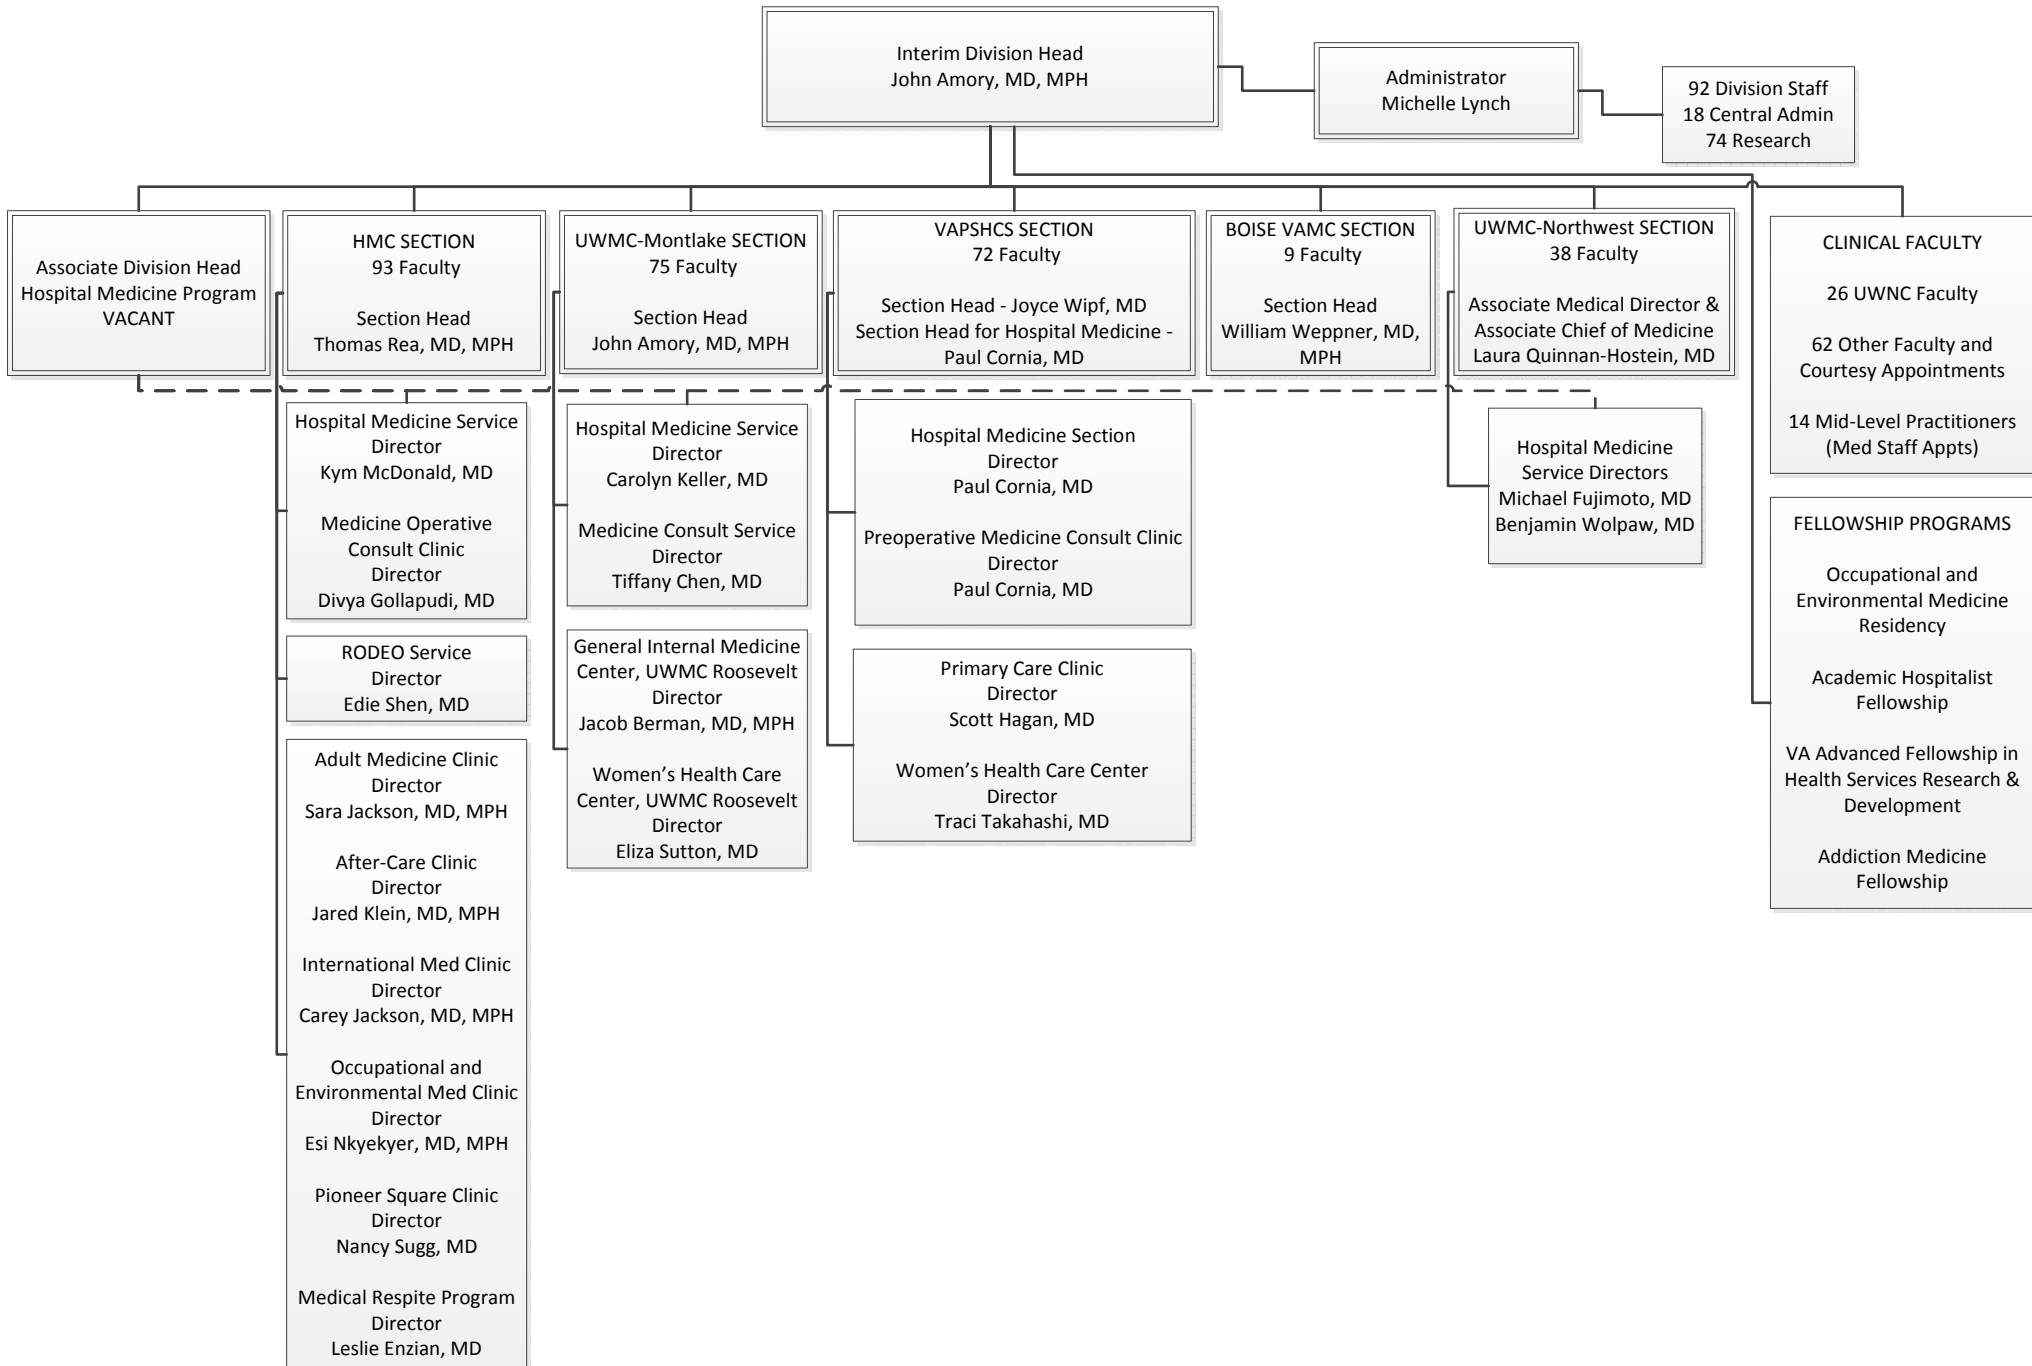 Interim Division Head
John Amory, MD, MPH
Administrator
Michelle Lynch
92 Division Staff
18 Central Admin
74 Research
Associate Division Head
Hospital Medicine Program
VACANT
HMC SECTION
93 Faculty
Section Head
Thomas Rea, MD, MPH
UWMC-Montlake SECTION
75 Faculty
Section Head
John Amory, MD, MPH
VAPSHCS SECTION
72 Faculty
Section Head - Joyce Wipf, MD
Section Head for Hospital Medicine -
Paul Cornia, MD
BOISE VAMC SECTION
9 Faculty
Section Head
William Weppner, MD,
MPH
UWMC-Northwest SECTION
38 Faculty
Associate Medical Director &
Associate Chief of Medicine
Laura Quinnan-Hostein, MD
CLINICAL FACULTY
26 UWNC Faculty
62 Other Faculty and
Courtesy Appointments
14 Mid-Level Practitioners
(Med Staff Appts)
Hospital Medicine Service
Director
Kym McDonald, MD
Medicine Operative
Consult Clinic
Director
Divya Gollapudi, MD
RODEO Service
Director
Edie Shen, MD
Adult Medicine Clinic
Director
Sara Jackson, MD, MPH
After-Care Clinic
Director
Jared Klein, MD, MPH
International Med Clinic
Director
Carey Jackson, MD, MPH
Occupational and
Environmental Med Clinic
Director
Esi Nkyekyer, MD, MPH
Pioneer Square Clinic
Director
Nancy Sugg, MD
Medical Respite Program
Director
Leslie Enzian, MD
Hospital Medicine Service
Director
Carolyn Keller, MD
Medicine Consult Service
Director
Tiffany Chen, MD
General Internal Medicine
Center, UWMC Roosevelt
Director
Jacob Berman, MD, MPH
Women’s Health Care
Center, UWMC Roosevelt
Director
Eliza Sutton, MD
Hospital Medicine Section
Director
Paul Cornia, MD
Preoperative Medicine Consult Clinic
Director
Paul Cornia, MD
Primary Care Clinic
Director
Scott Hagan, MD
Women’s Health Care Center
Director
Traci Takahashi, MD
Hospital Medicine
Service Directors
Michael Fujimoto, MD
Benjamin Wolpaw, MD
FELLOWSHIP PROGRAMS
Occupational and
Environmental Medicine
Residency
Academic Hospitalist
Fellowship
VA Advanced Fellowship in
Health Services Research &
Development
Addiction Medicine
Fellowship